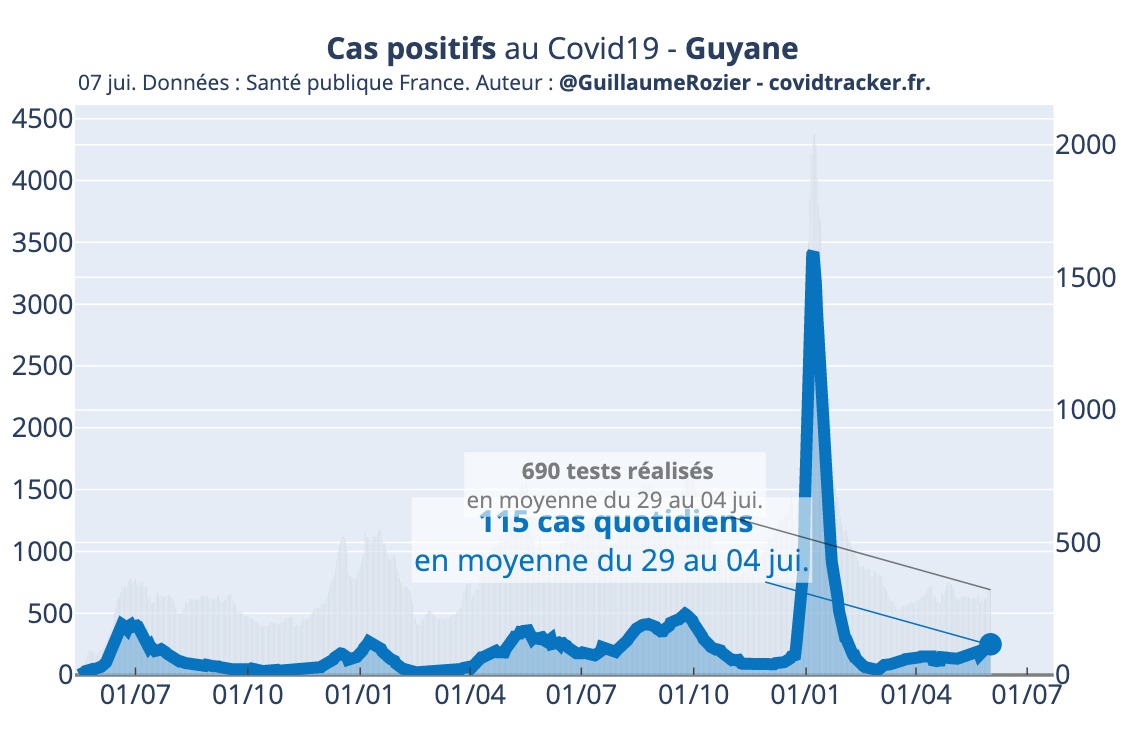 Cas positifs au Covid19 - Guyane
07 jui. Données : Santé publique France. Auteur : @GuillaumeRozier - covidtracker.fr.
4500
4000
3500
3000
2500
2000
1500
1000
500
0
2000
1500
1000
500
0
690 tests réalisés
en moyenne du 29 au 04 jui.
115 cas quotidiens
en moyenne du 29 au 04 jui.
01/07 01/10 01/01 01/04 01/07 01/10 01/01 01/04 01/07